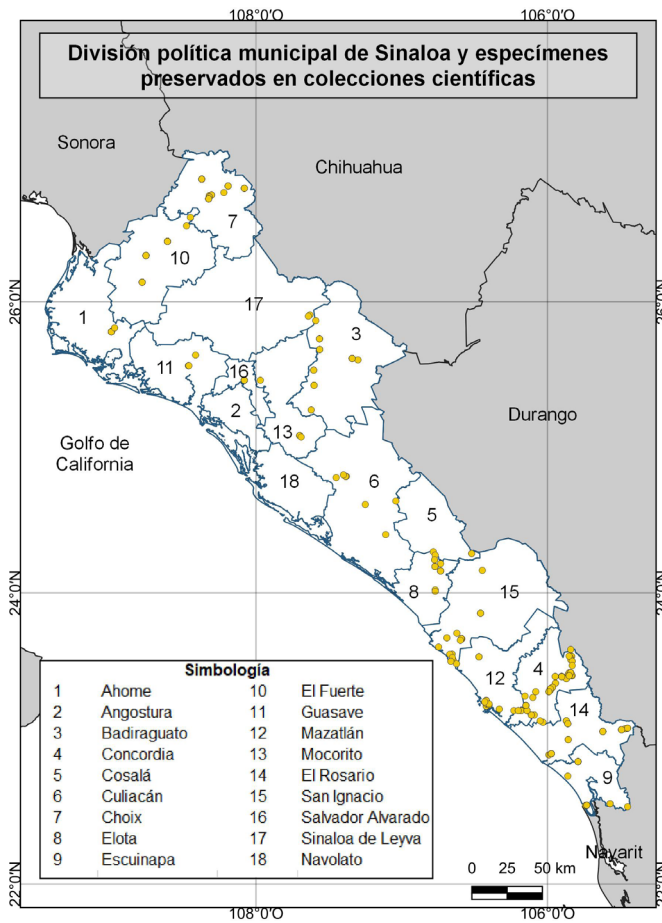 108°0'O 106°0'O
División política municipal de Sinaloa y especímenes
preservados en colecciones científicas
Sonora
Chihuahua
7
10
26°0'N 26°0'N
17
1
3
11
16
2
Durango
13
Golfo de
California
6
18
5
24°0'N 24°0'N
8
15
4
12
14
9
Simbología
1 Ahome 10 El Fuerte
2 Angostura 11 Guasave
3 Badiraguato 12 Mazatlán
4 Concordia 13 Mocorito
5 Cosalá 14 El Rosario
6 Culiacán 15 San Ignacio
7 Choix 16 Salvador Alvarado
8 Elota 17 Sinaloa de Leyva
9 Escuinapa 18 Navolato
Nayarit
0 25 50 km
22°0'N 22°0'N
108°0'O 106°0'O